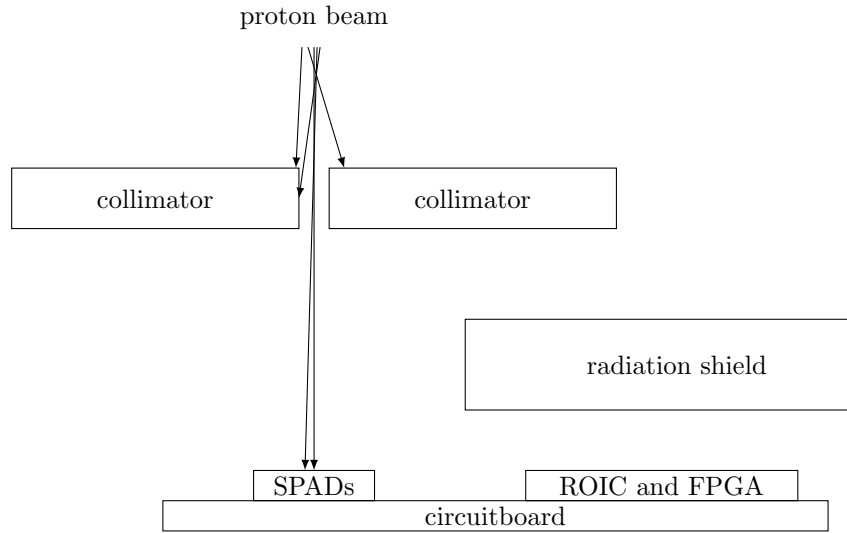 proton beam
collimator
collimator
radiation shield
SPADs
ROIC and FPGA
circuitboard